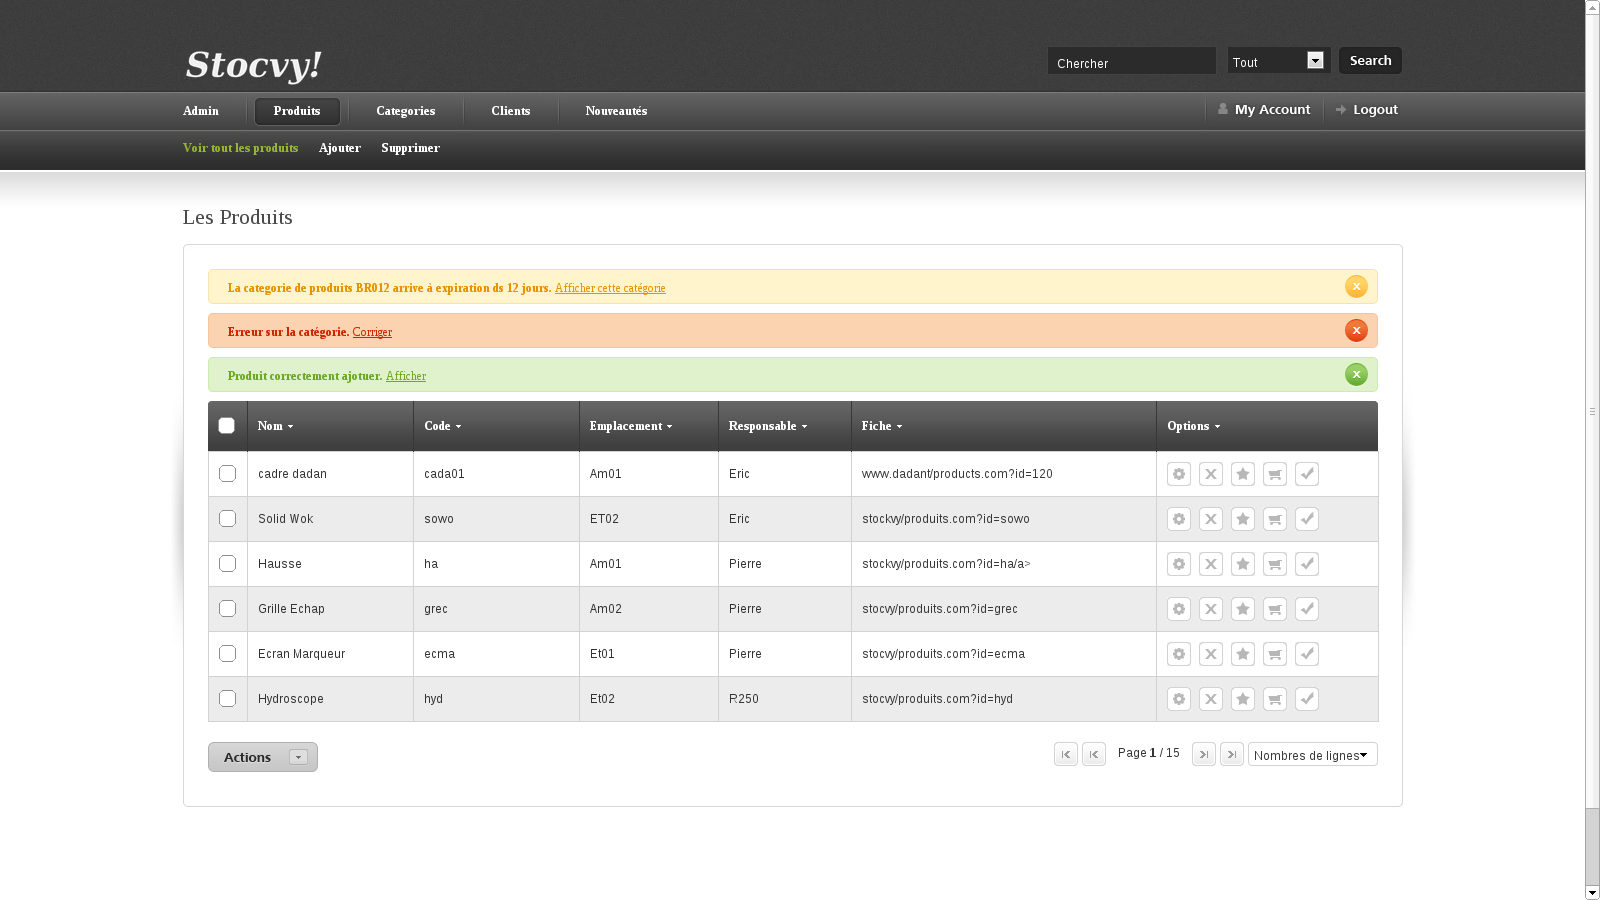 Stocvy!
Chercher
Tout
Search
Admin
Produits
Categories
Clients
Nouveautés
My Account
Logout
Voir tout les produits
Ajouter
Supprimer
Les Produits
La categorie de produits BR012 arrive à expiration ds 12 jours. Afficher cette catégorie
x
Erreur sur la catégorie. Corriger
x
Produit correctement ajotuer. Afficher
x
Nom Code Emplacement Responsable Fiche Options
cadre dadan cada01 Am01 Eric www.dadant/products.com?id=120
Solid Wok sowo ET02 Eric stockvy/produits.com?id=sowo
Hausse ha Am01 Pierre stockvy/produits.com?id=ha/a>
Grille Echap grec Am02 Pierre stocvy/produits.com?id=grec
Ecran Marqueur ecma Et01 Pierre stocvy/produits.com?id=ecma
Hydroscope hyd Et02 R250 stocvy/produits.com?id=hyd
Actions
Page 1 / 15
Nombres de lignes